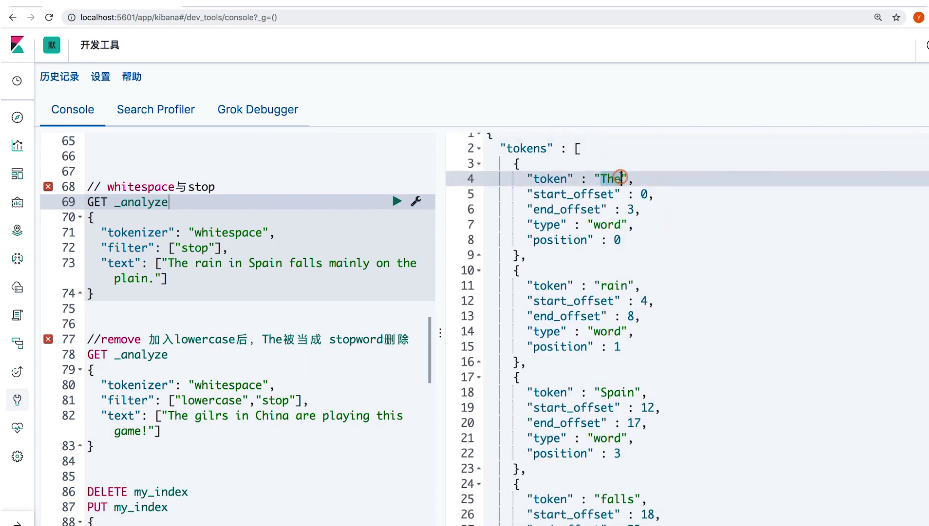 localhost:5601/app/kibana#/dev_tools/console?_g=()
Y
默
开发工具
历史记录 设置 帮助
Console Search Profiler Grok Debugger
65
66
67
68 // whitespace与stop
69 GET _analyze
70 {
71 "tokenizer": "whitespace",
72 "filter": ["stop"],
73 "text": ["The rain in Spain falls mainly on the
plain."]
74 }
75
76
77 //remove 加入lowercase后，The被当成 stopword删除
78 GET _analyze
79 {
80 "tokenizer": "whitespace",
81 "filter": ["lowercase","stop"],
82 "text": ["The gilrs in China are playing this
game!"]
83 }
84
85
86 DELETE my_index
87 PUT my_index
88 {
1 {
2 "tokens" : [
3 {
4 "token" : "The",
5 "start_offset" : 0,
6 "end_offset" : 3,
7 "type" : "word",
8 "position" : 0
9 },
10 {
11 "token" : "rain",
12 "start_offset" : 4,
13 "end_offset" : 8,
14 "type" : "word",
15 "position" : 1
16 },
17 {
18 "token" : "Spain",
19 "start_offset" : 12,
20 "end_offset" : 17,
21 "type" : "word",
22 "position" : 3
23 },
24 {
25 "token" : "falls",
26 "start_offset" : 18,